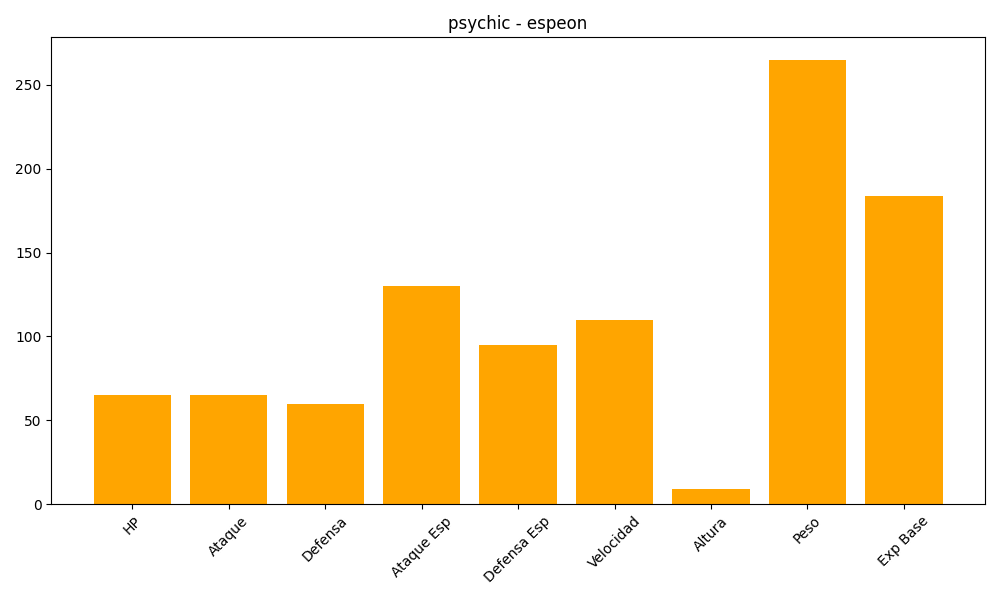 psychic - espeon
250
200
150
100
50
0
HP
Ataque
Defensa
Ataque Esp
Defensa Esp
Velocidad
Altura
Peso
Exp Base